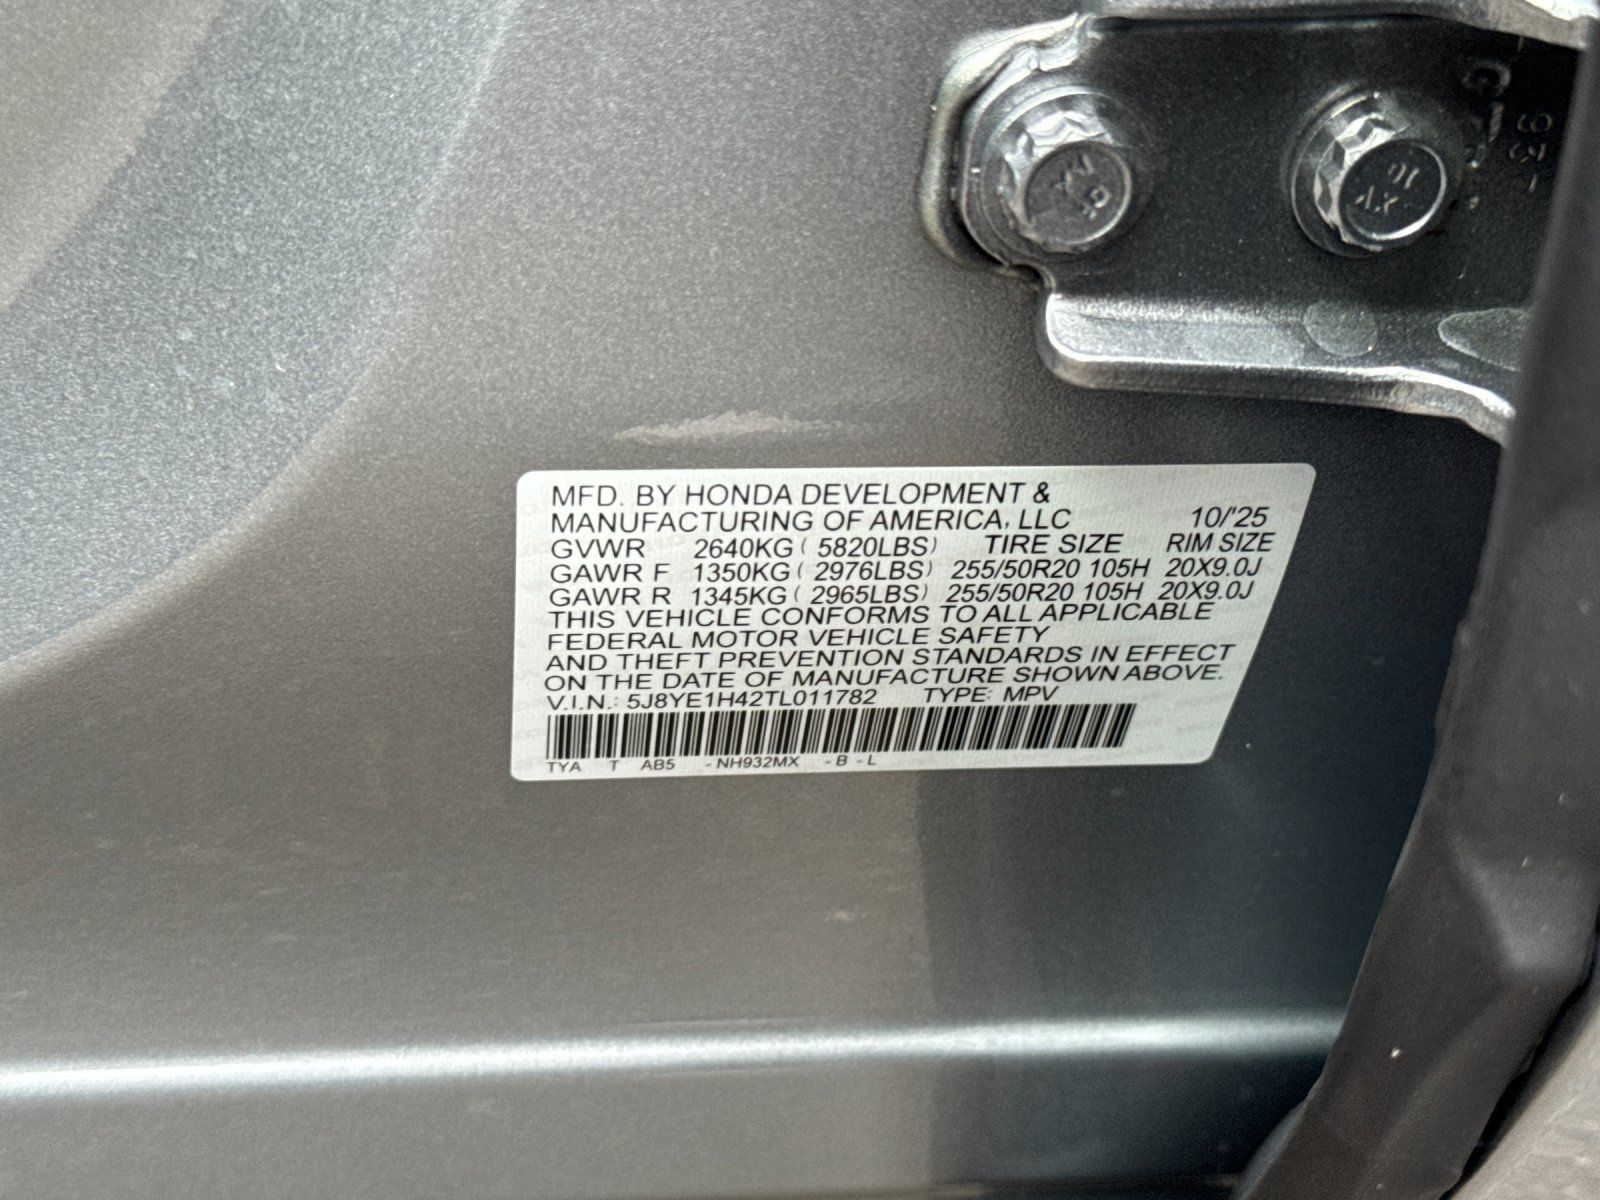 MFD. BY HONDA DEVELOPMENT &
MANUFACTURING OF AMERICA, LLC 10/'25
GVWR 2640KG ( 5820LBS) TIRE SIZE RIM SIZE
GAWR F 1350KG ( 2976LBS) 255/50R20 105H 20X9.0J
GAWR R 1345KG ( 2965LBS) 255/50R20 105H 20X9.0J
THIS VEHICLE CONFORMS TO ALL APPLICABLE
FEDERAL MOTOR VEHICLE SAFETY
AND THEFT PREVENTION STANDARDS IN EFFECT
ON THE DATE OF MANUFACTURE SHOWN ABOVE.
V.I.N.: 5J8YE1H42TL011782 TYPE: MPV
TYA T AB5 -NH932MX -B -L